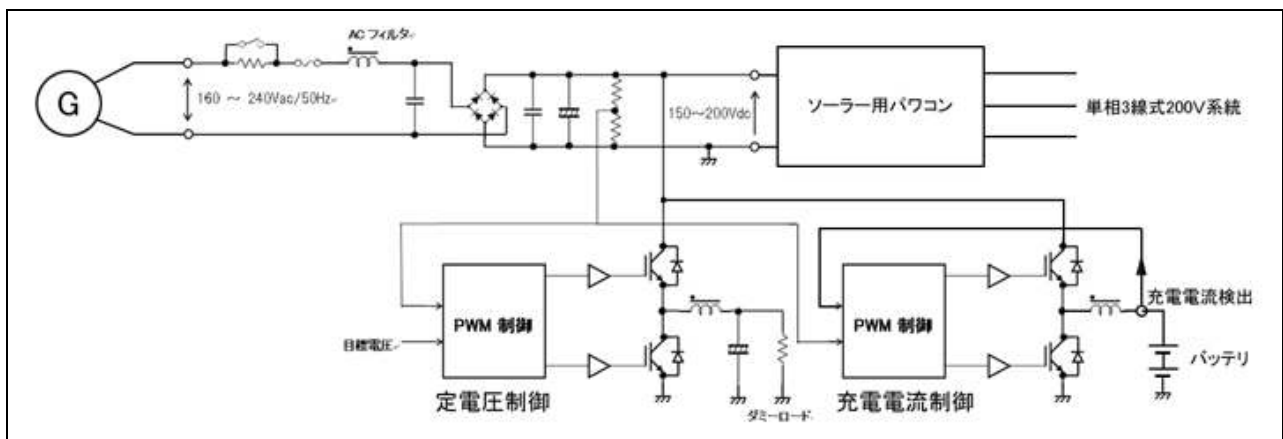 ACフィルタ
G
160 ~ 240Vac/50Hz
150~200Vdc
ソーラー用パワコン
単相3線式200V系統
PWM 制御
目標電圧
定電圧制御
ダミーロード
PWM 制御
充電電流制御
充電電流検出
バッテリ